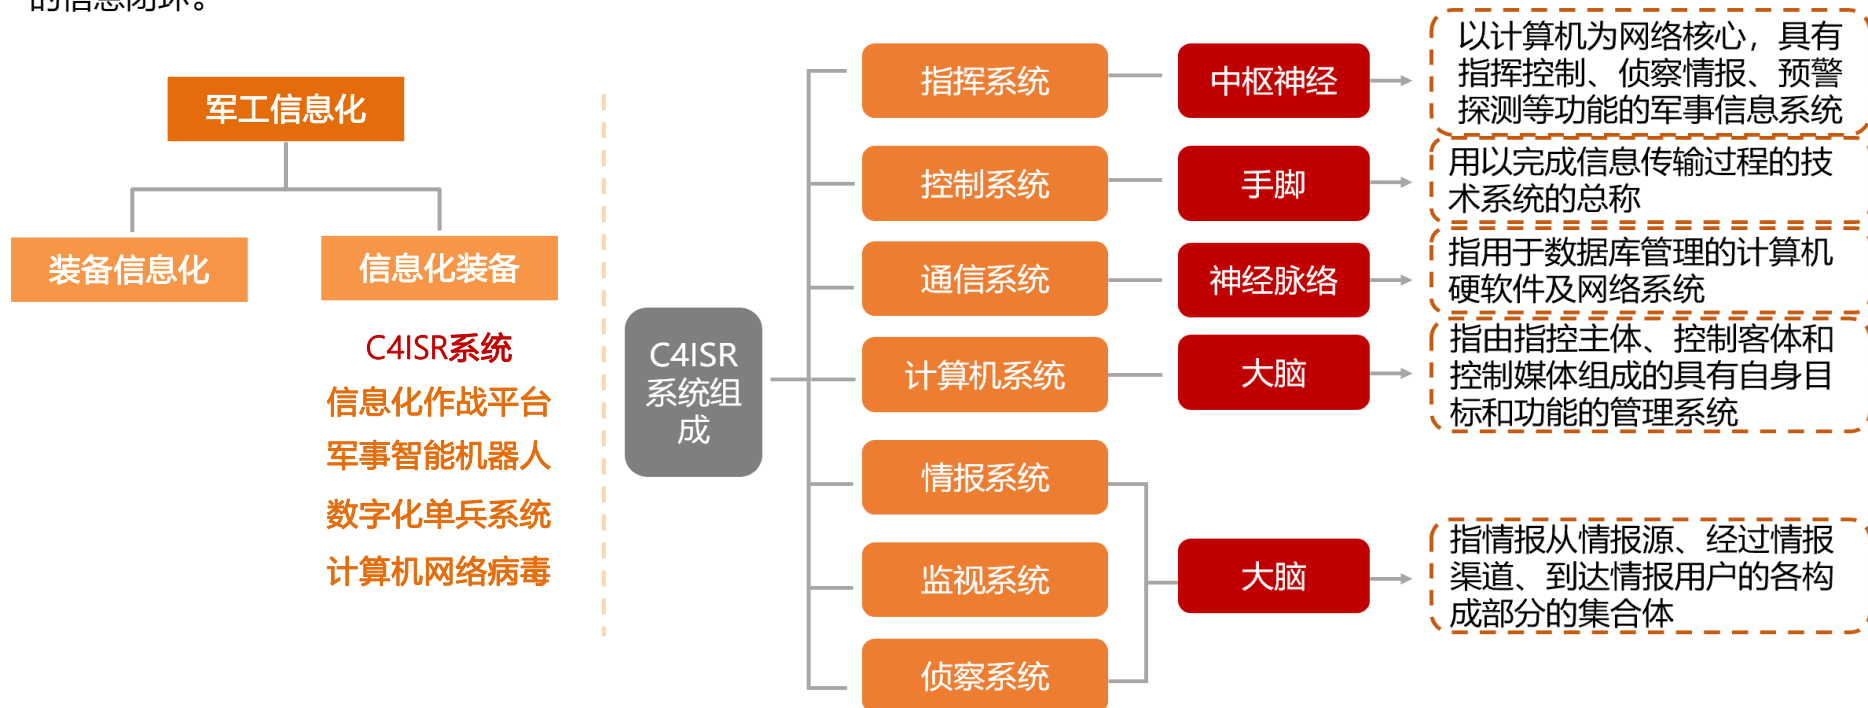 的信息闭环。
军工信息化
装备信息化
信息化装备
C4ISR系统
信息化作战平台
军事智能机器人
数字化单兵系统
计算机网络病毒
C4ISR
系统组
成
指挥系统
中枢神经
以计算机为网络核心，具有
指挥控制、侦察情报、预警
探测等功能的军事信息系统
控制系统
手脚
用以完成信息传输过程的技
术系统的总称
通信系统
神经脉络
指用于数据库管理的计算机
硬软件及网络系统
计算机系统
大脑
指由指控主体、控制客体和
控制媒体组成的具有自身目
标和功能的管理系统
情报系统
监视系统
侦察系统
大脑
指情报从情报源、经过情报
渠道、到达情报用户的各构
成部分的集合体